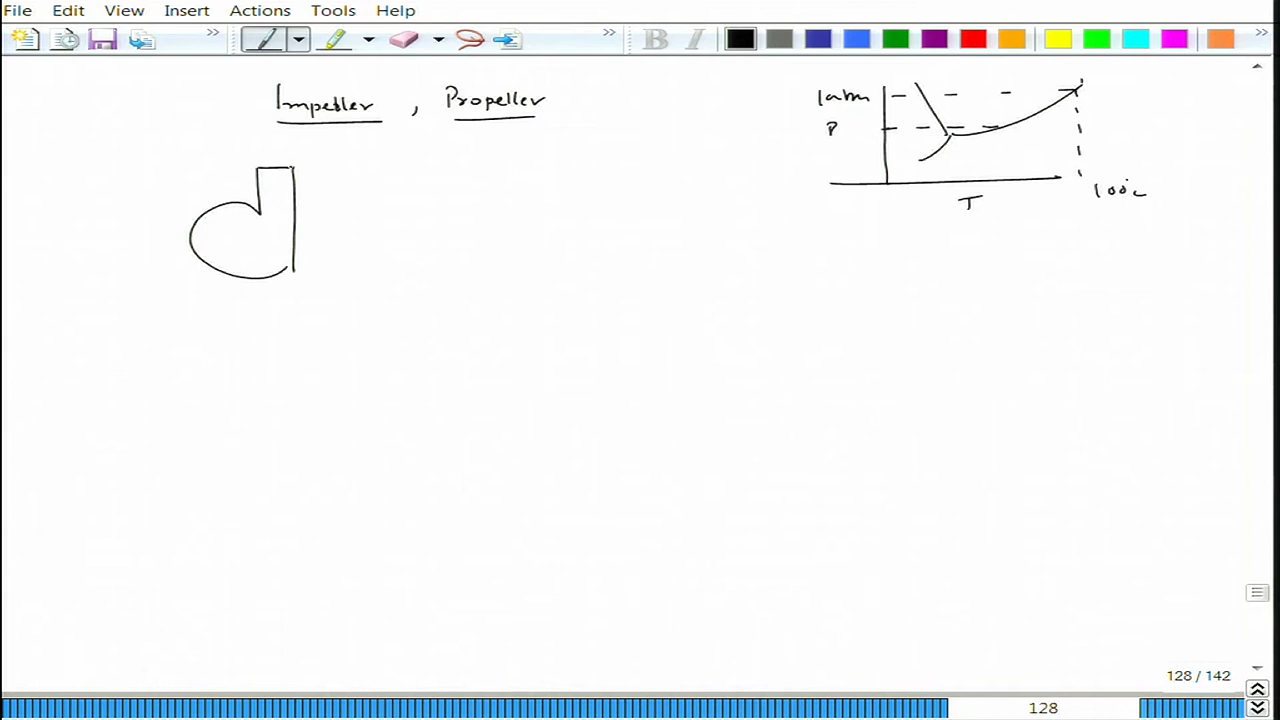 File Edit View Insert Actions Tools Help
B I
Impeller , Propeller
1atm
P
T
100°C
128 / 142
128